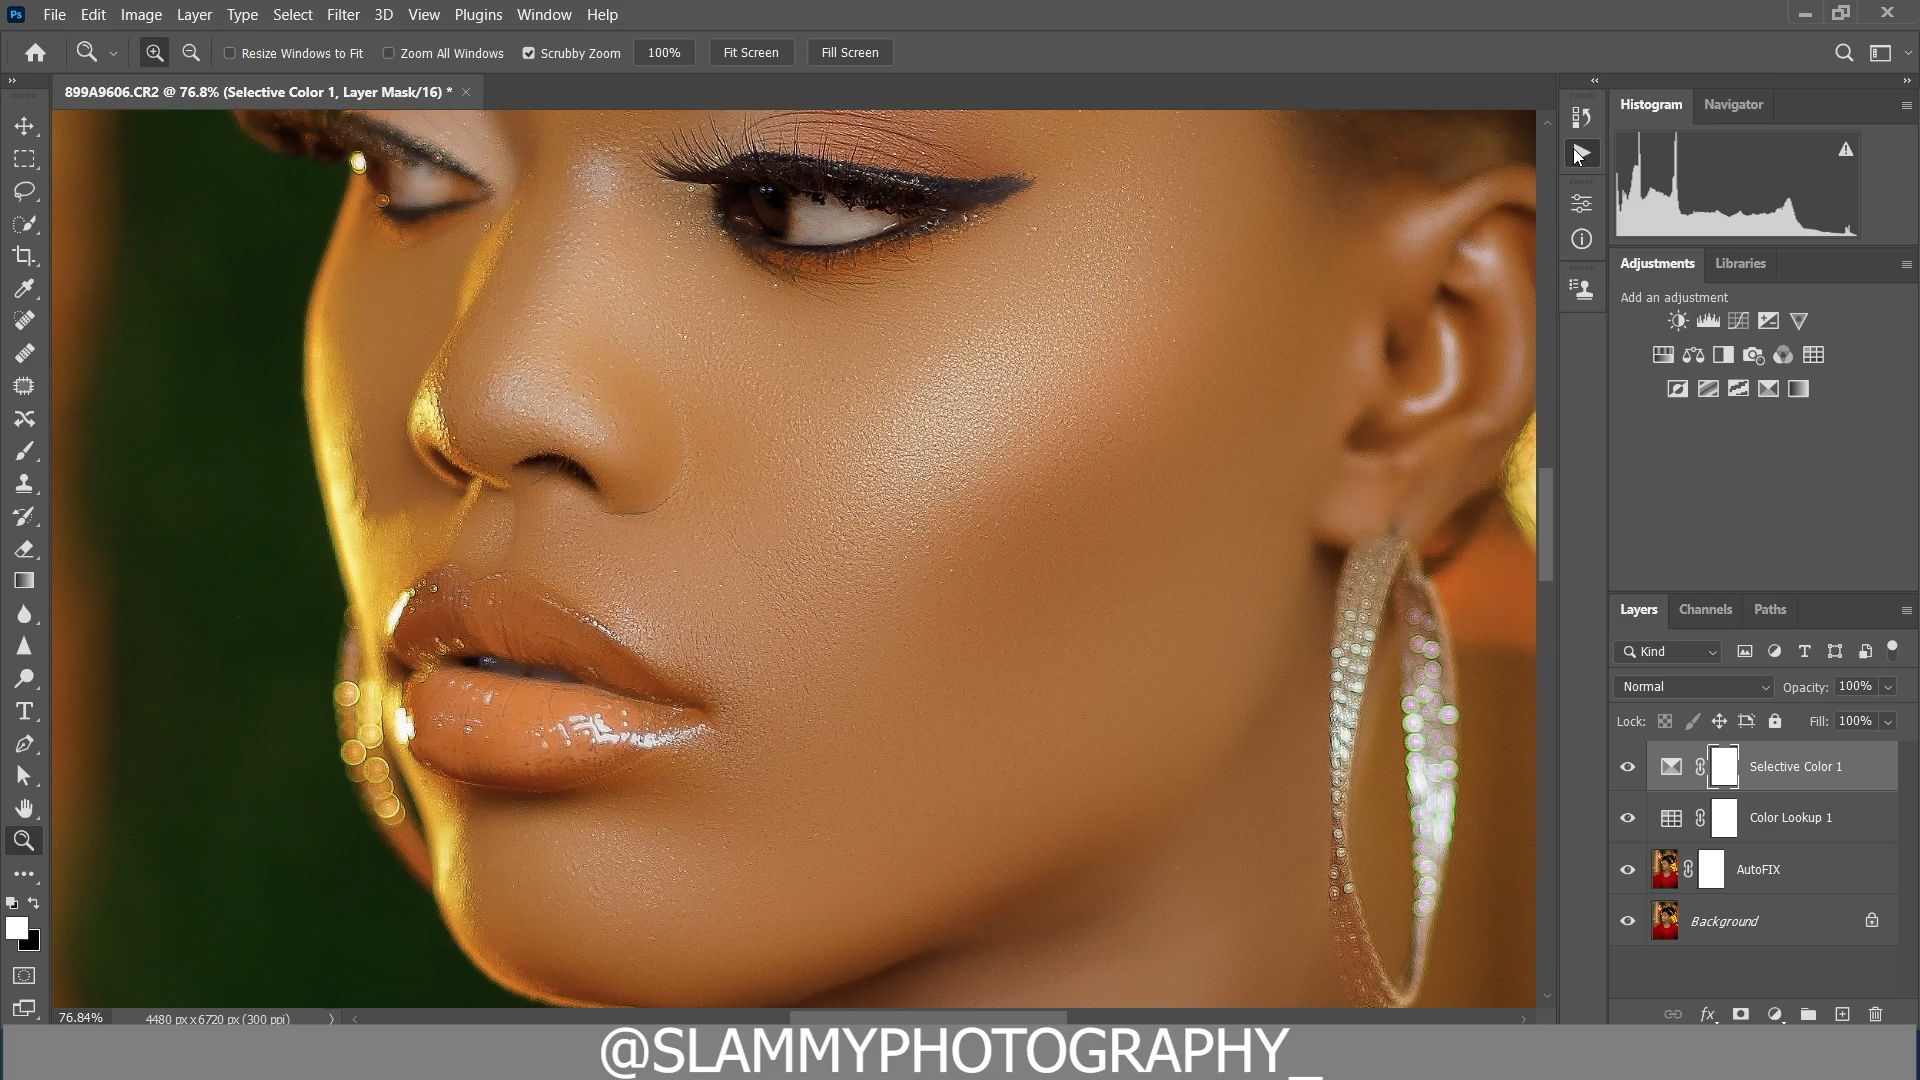 Ps File Edit Image Layer Type Select Filter 3D View Plugins Window Help
Resize Windows to Fit Zoom All Windows Scrubby Zoom 100% Fit Screen Fill Screen
899A9606.CR2 @ 76.8% (Selective Color 1, Layer Mask/16) *
Histogram Navigator
Adjustments Libraries
Add an adjustment
Layers Channels Paths
Kind
Normal Opacity: 100%
Lock: Fill: 100%
Selective Color 1
Color Lookup 1
AutoFIX
Background
fx
76.84% 4480 px x 6720 px (300 ppi)
@SLAMMYPHOTOGRAPHY_